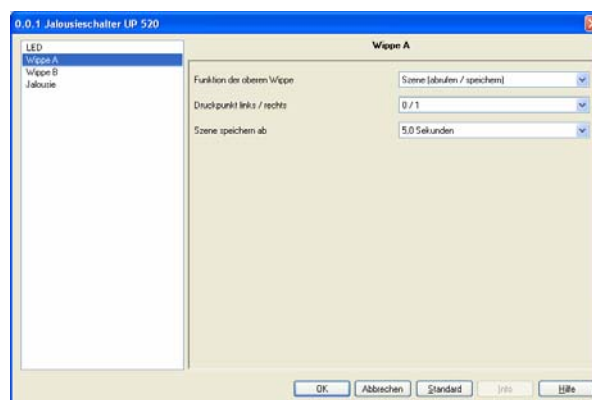 0.0.1 Jalousieschalter UP 520
LED
Wippe A
Wippe B
Jalousie
Wippe A
Funktion der oberen Wippe
Szene (abrufen / speichern)
Druckpunkt links / rechts
0 / 1
Szene speichern ab
5,0 Sekunden
OK
Abbrechen
Standard
Info
Hilfe